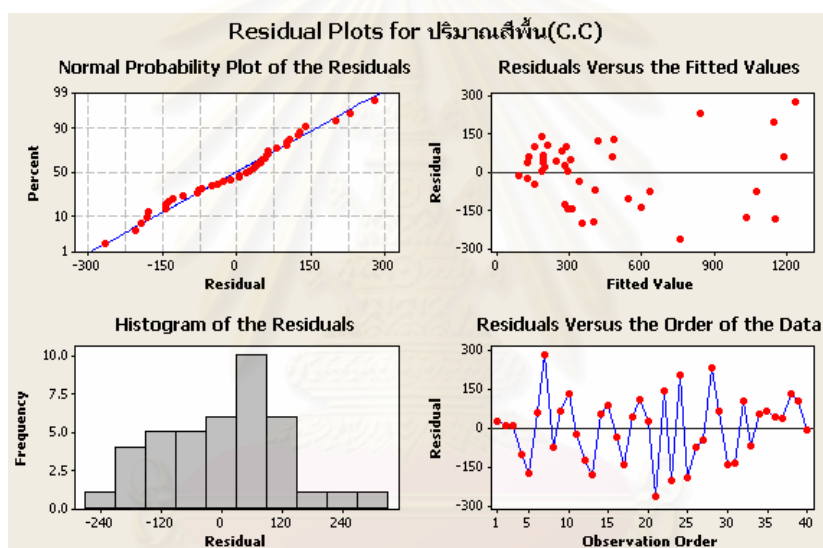 Residual Plots for ปริมาณสีพื้น(C.C)
Normal Probability Plot of the Residuals
99
90
50
10
1
Percent
-300 -150 0 150 300
Residual
Residuals Versus the Fitted Values
300
150
0
-150
-300
Residual
0 300 600 900 1200
Fitted Value
Histogram of the Residuals
10.0
7.5
5.0
2.5
0.0
Frequency
-240 -120 0 120 240
Residual
Residuals Versus the Order of the Data
300
150
0
-150
-300
Residual
1 5 10 15 20 25 30 35 40
Observation Order